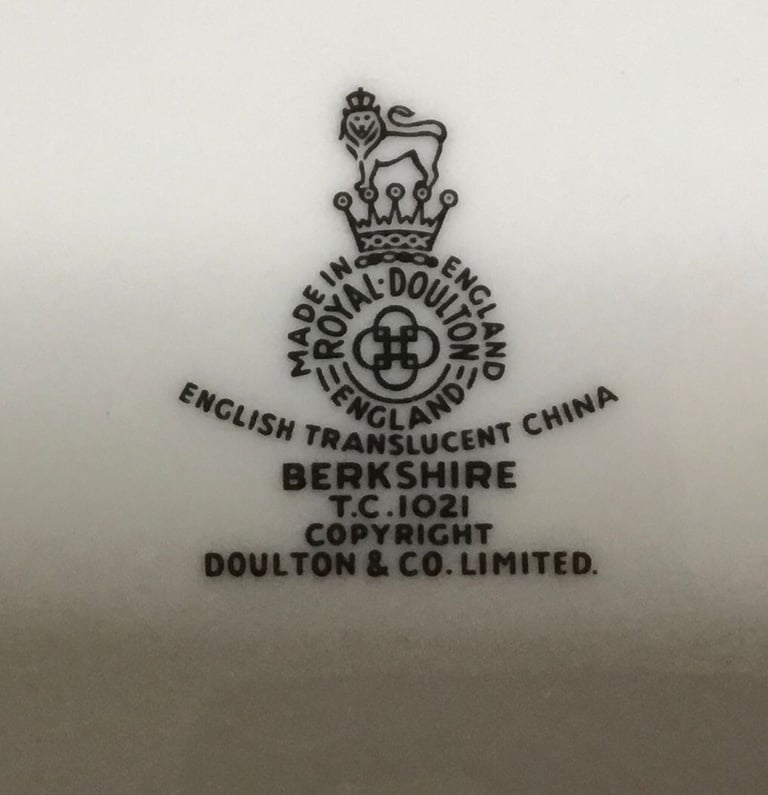 MADE IN ENGLAND
ROYAL·DOULTON
ENGLAND
ENGLISH TRANSLUCENT CHINA
BERKSHIRE
T.C.1021
COPYRIGHT
DOULTON & CO. LIMITED.